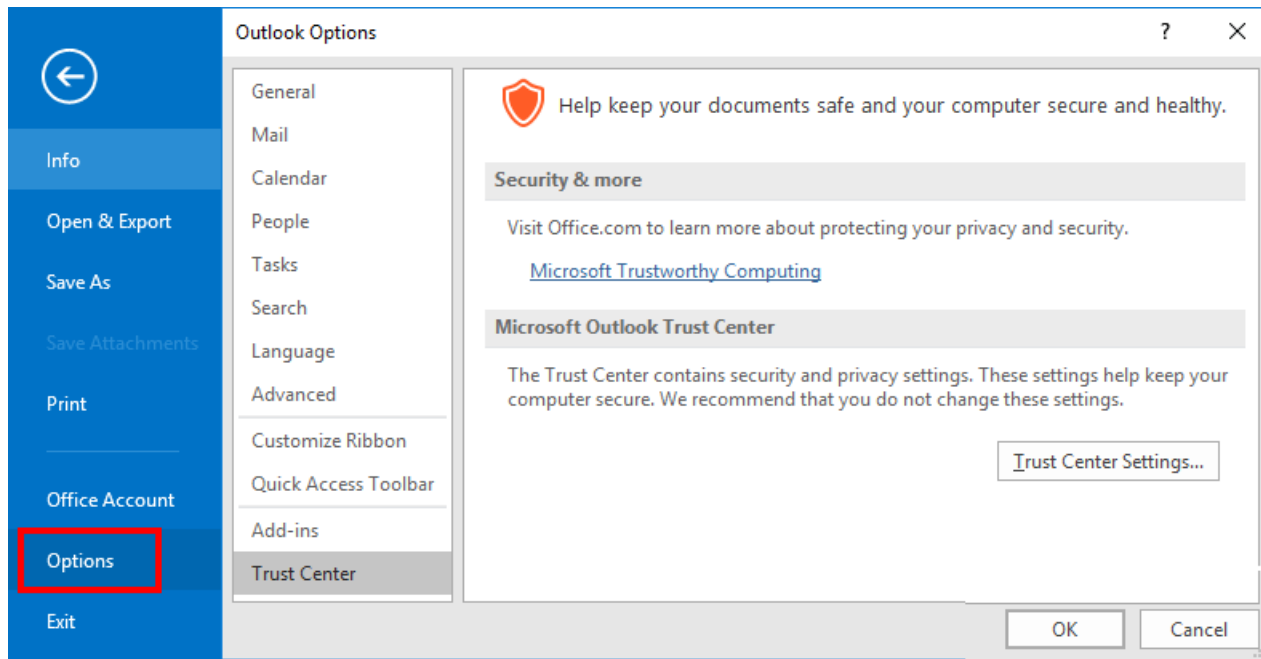 Outlook Options
?
Info
Open & Export
Save As
Save Attachments
Print
Office Account
Options
Exit
General
Mail
Calendar
People
Tasks
Search
Language
Advanced
Customize Ribbon
Quick Access Toolbar
Add-ins
Trust Center
Help keep your documents safe and your computer secure and healthy.
Security & more
Visit Office.com to learn more about protecting your privacy and security.
Microsoft Trustworthy Computing
Microsoft Outlook Trust Center
The Trust Center contains security and privacy settings. These settings help keep your
computer secure. We recommend that you do not change these settings.
Trust Center Settings...
OK
Cancel